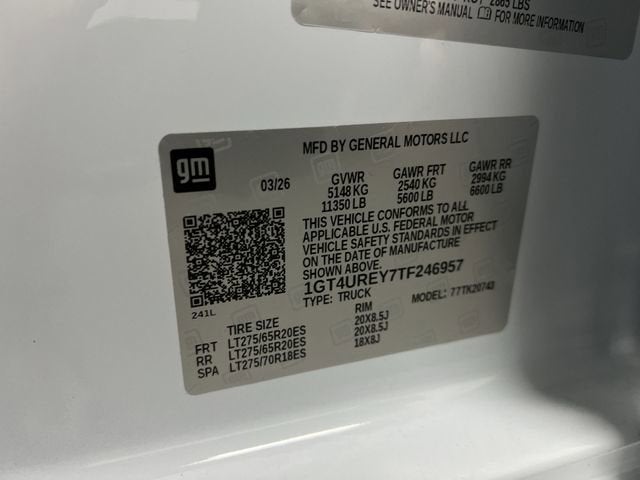 2865 LBS
SEE OWNER'S MANUAL FOR MORE INFORMATION
MFD BY GENERAL MOTORS LLC
gm
03/26
GVWR GAWR FRT GAWR RR
5148 KG 2540 KG 2994 KG
11350 LB 5600 LB 6600 LB
THIS VEHICLE CONFORMS TO ALL
APPLICABLE U.S. FEDERAL MOTOR
VEHICLE SAFETY STANDARDS IN EFFECT
ON THE DATE OF MANUFACTURE
SHOWN ABOVE
1GT4UREY7TF246957
TYPE: TRUCK MODEL: 77TK20743
241L
TIRE SIZE RIM
FRT LT275/65R20ES 20X8.5J
RR LT275/65R20ES 20X8.5J
SPA LT275/70R18ES 18X8J